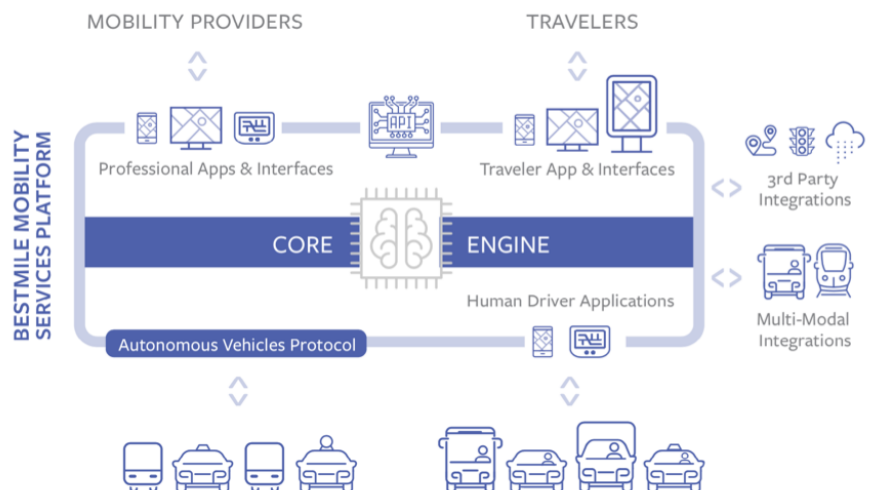 MOBILITY PROVIDERS
TRAVELERS
BESTMILE MOBILITY
SERVICES PLATFORM
API
Professional Apps & Interfaces
Traveler App & Interfaces
3rd Party
Integrations
CORE
ENGINE
Human Driver Applications
Multi-Modal
Integrations
Autonomous Vehicles Protocol